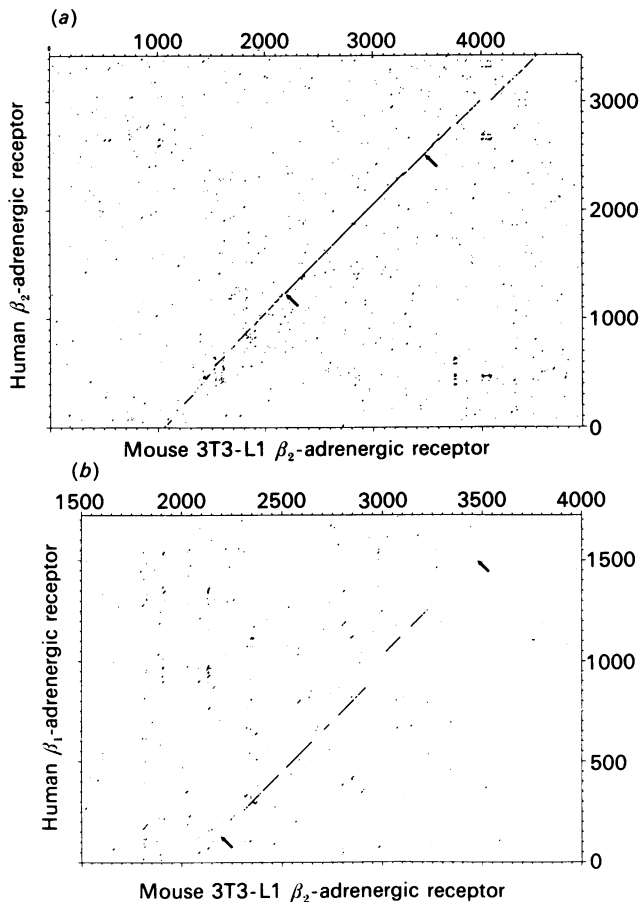 (a)
1000 2000 3000 4000
3000
2000
1000
0
Human β₂-adrenergic receptor
Mouse 3T3-L1 β₂-adrenergic receptor
(b)
1500 2000 2500 3000 3500 4000
1500
1000
500
0
Human β₁-adrenergic receptor
Mouse 3T3-L1 β₂-adrenergic receptor